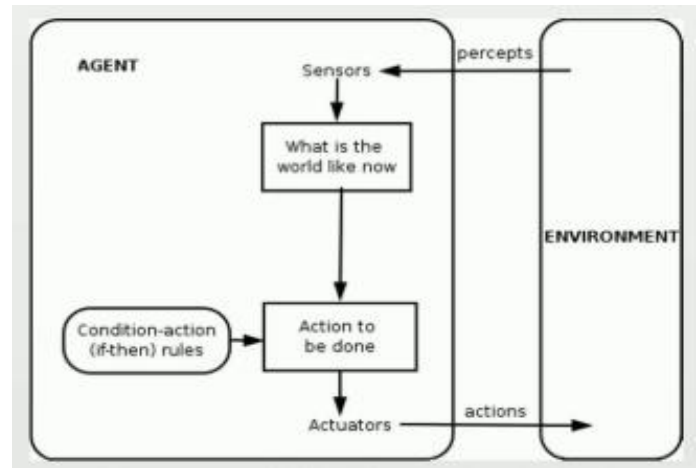 AGENT
Sensors
percepts
What is the
world like now
ENVIRONMENT
Condition-action
(if-then) rules
Action to
be done
Actuators
actions